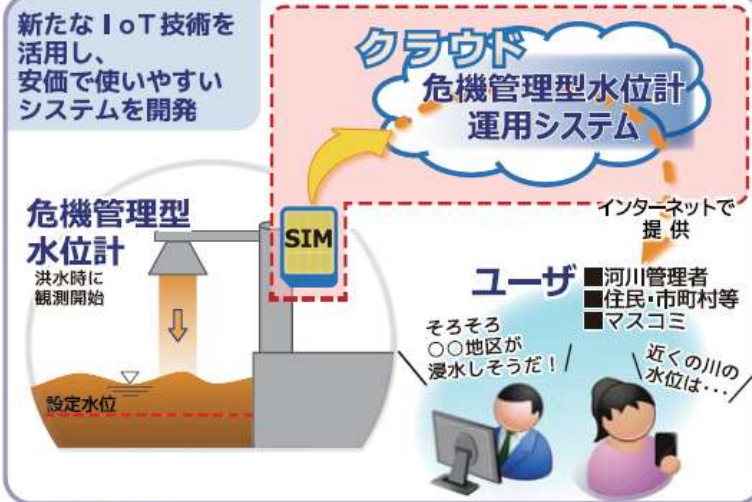 新たなIoT技術を
活用し、
安価で使いやすい
システムを開発
クラウド
危機管理型水位計
運用システム
危機管理型
水位計
洪水時に
観測開始
SIM
設定水位
インターネットで
提供
ユーザ
■河川管理者
■住民・市町村等
■マスコミ
そろそろ
○○地区が
浸水しそうだ！
近くの川の
水位は・・・